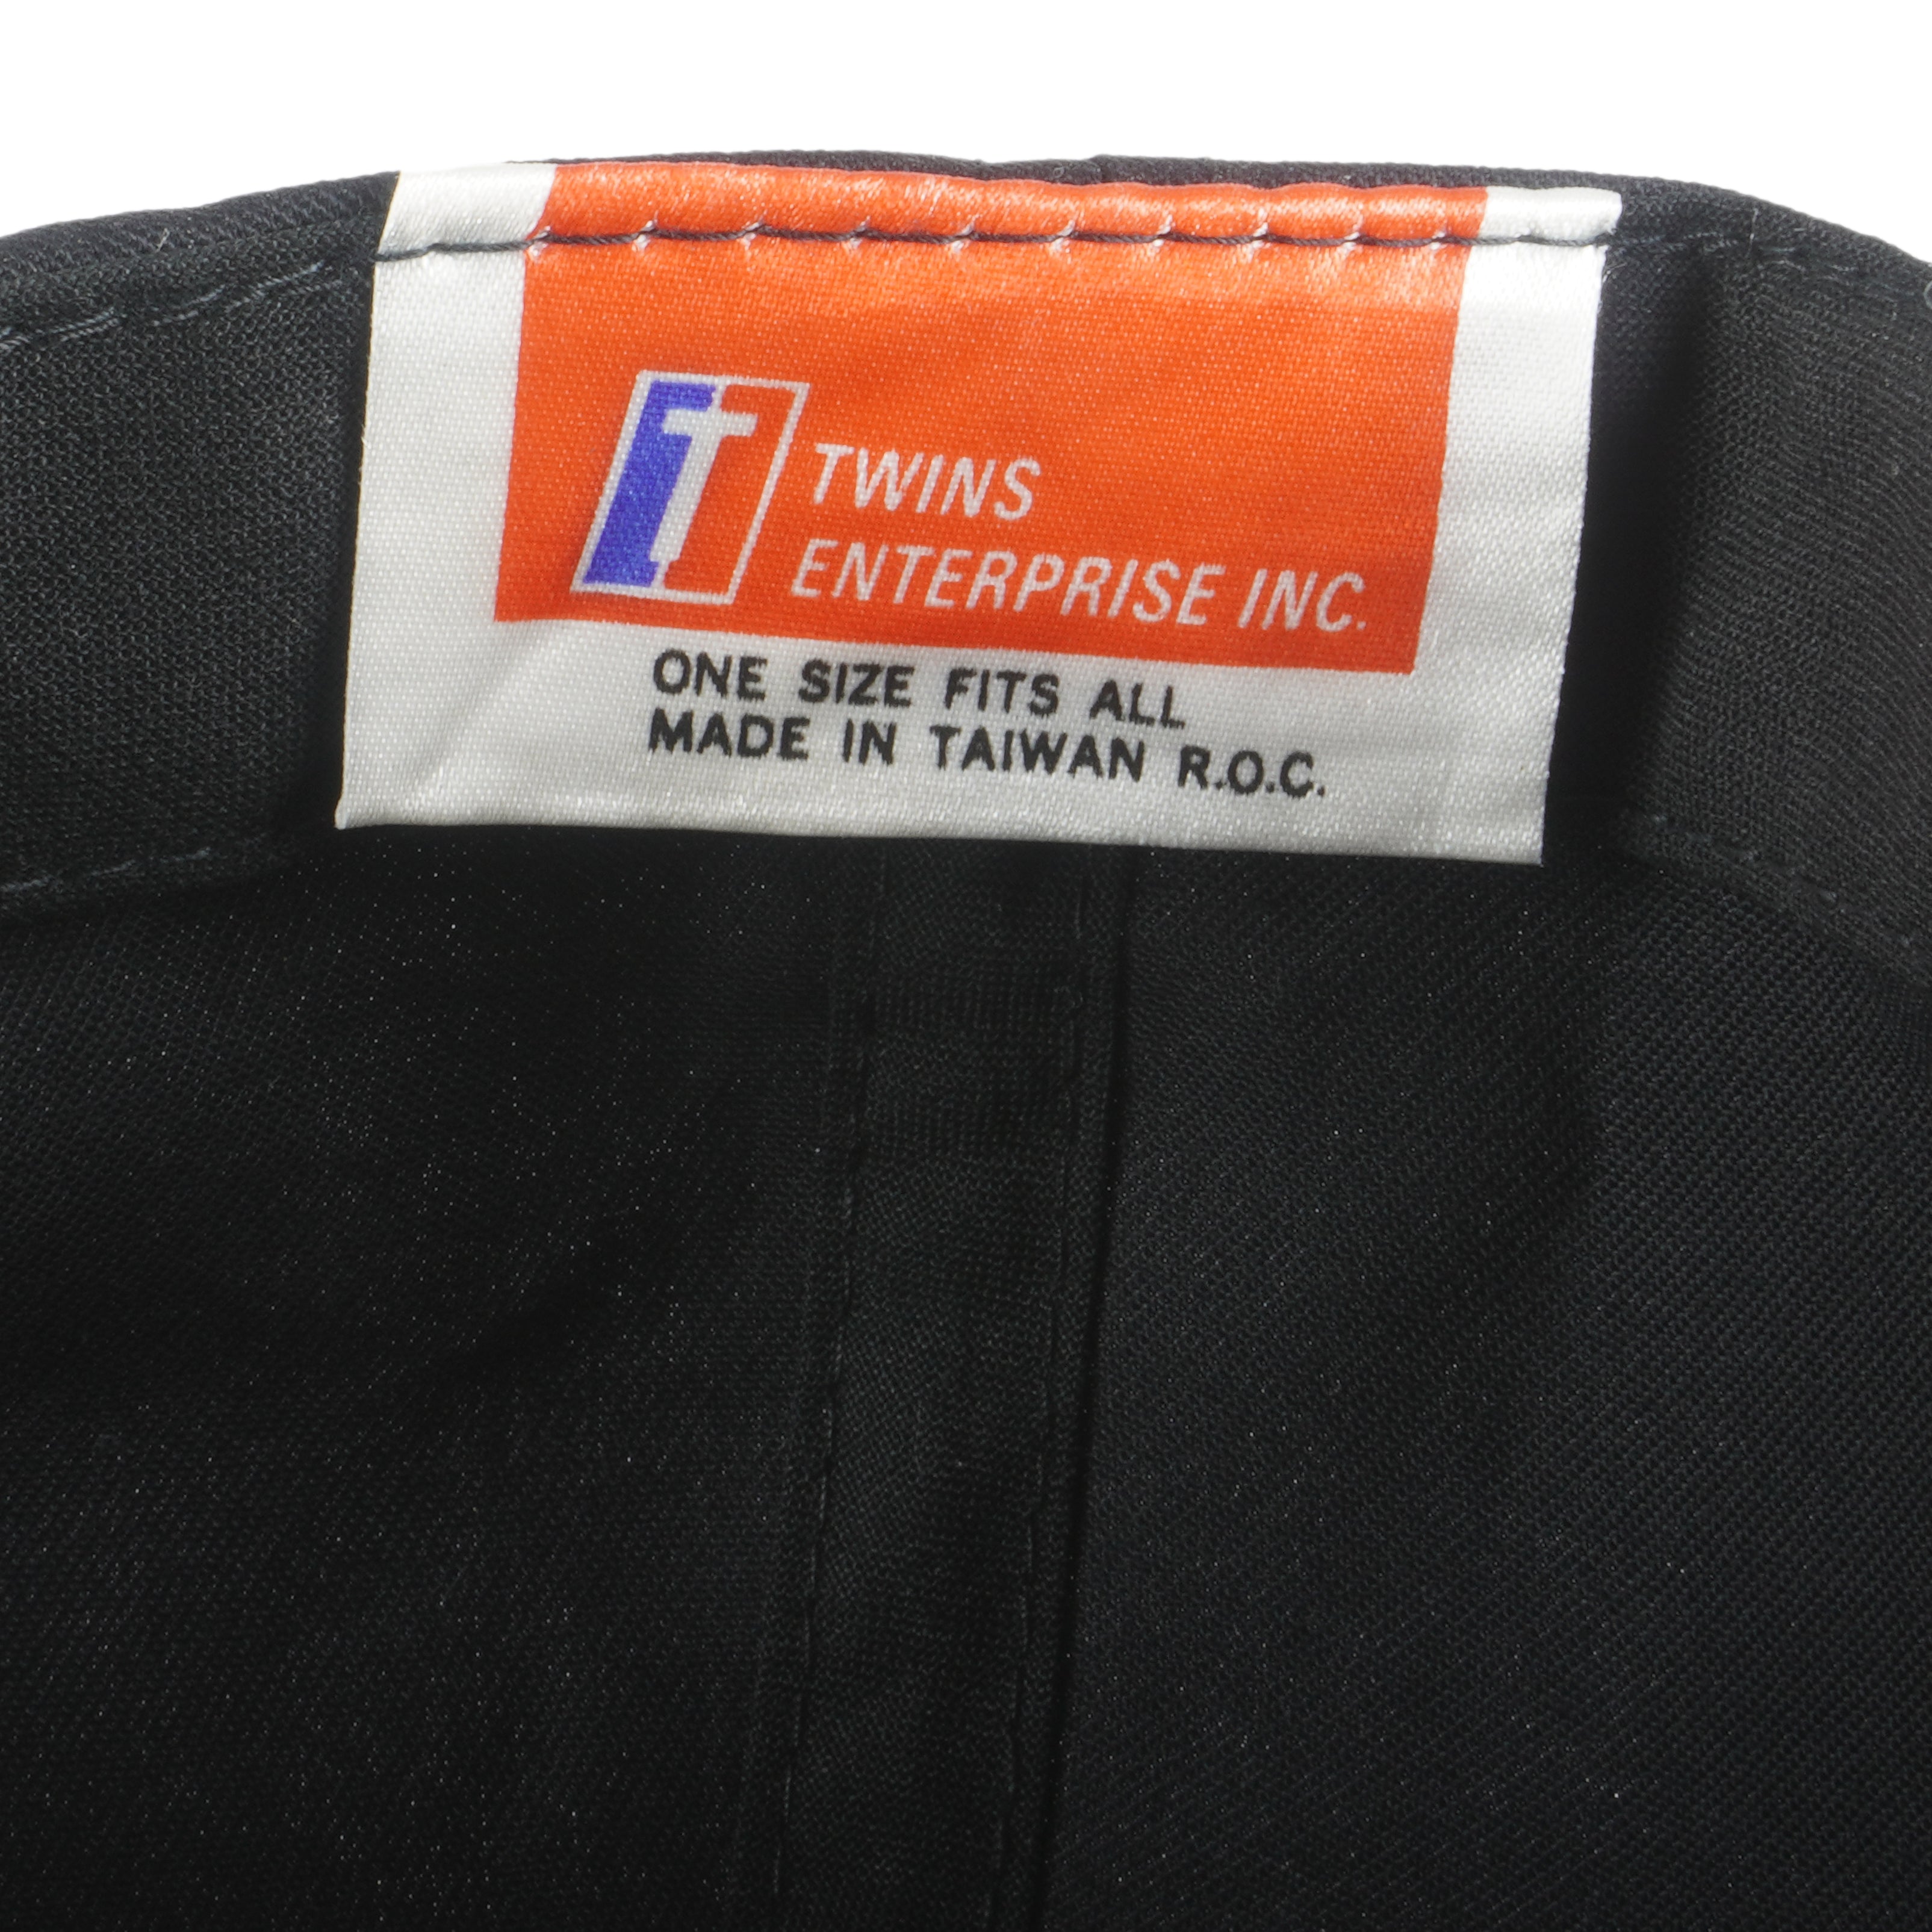 TWINS
ENTERPRISE INC.
ONE SIZE FITS ALL
MADE IN TAIWAN R.O.C.